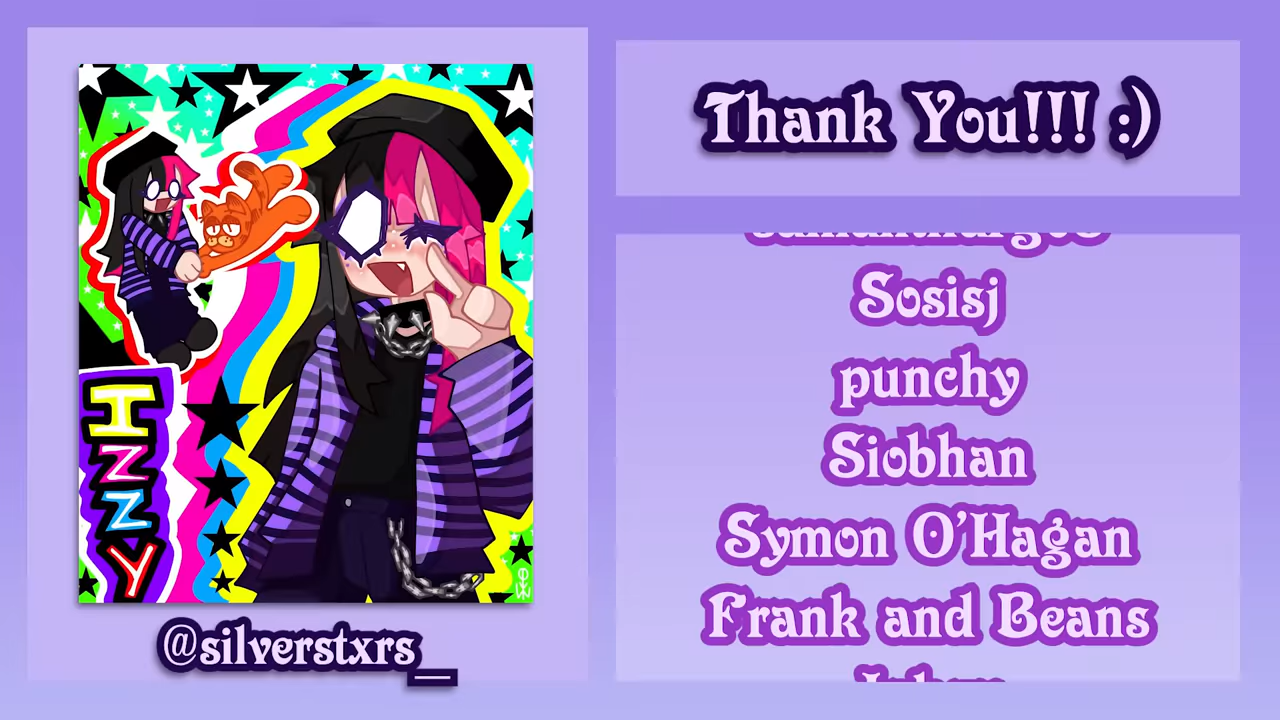 Thank You!!! :)
Sosisj
punchy
Siobhan
Symon O'Hagan
Frank and Beans
IZZY
@silverstxrs_